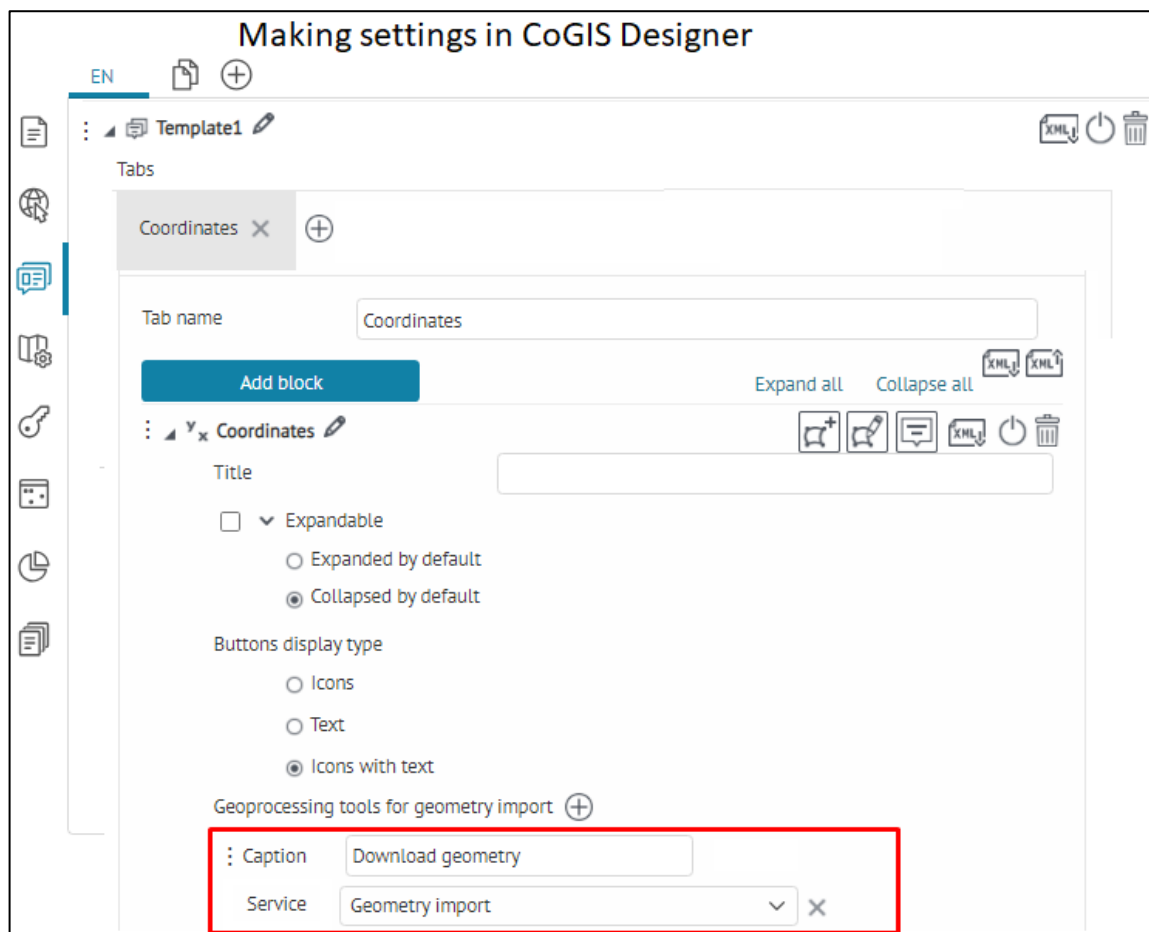 Making settings in CoGIS Designer
EN
Template1
XML
Tabs
Coordinates
Tab name
Coordinates
XML XML
Add block
Expand all
Collapse all
y x Coordinates
XML
Title
Expandable
Expanded by default
Collapsed by default
Buttons display type
Icons
Text
Icons with text
Geoprocessing tools for geometry import
Caption
Download geometry
Service
Geometry import